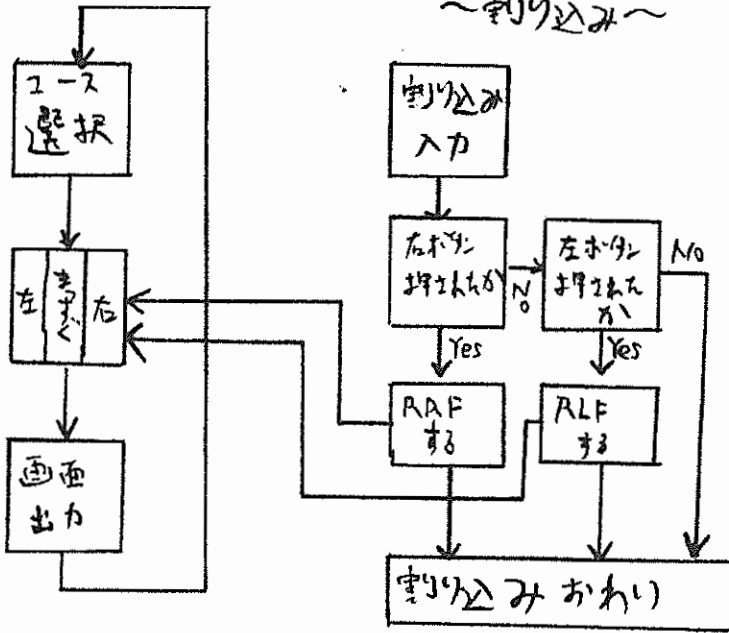 ～割り込み～
コース
選択
左
まっすぐ
右
画面
出力
割り込み
入力
右ボタン
押されたか
No
Yes
左ボタン
押された
か
No
Yes
RRF
する
RLF
する
割り込みおわり